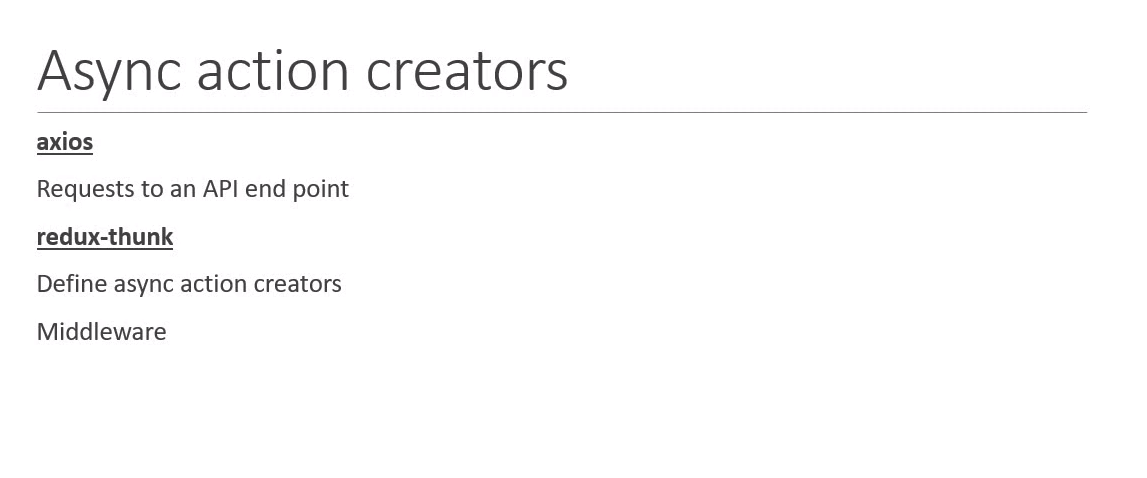 Async action creators
axios
Requests to an API end point
redux-thunk
Define async action creators
Middleware